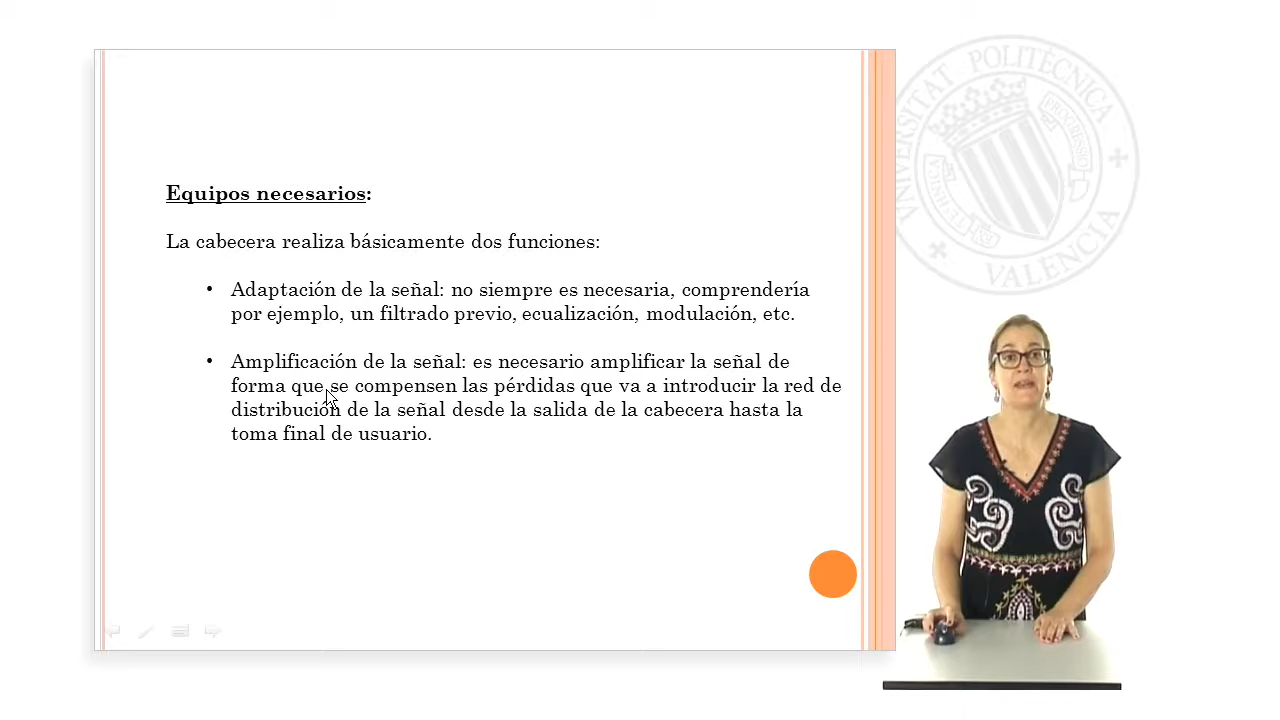 Equipos necesarios:
La cabecera realiza básicamente dos funciones:
• Adaptación de la señal: no siempre es necesaria, comprendería
por ejemplo, un filtrado previo, ecualización, modulación, etc.
• Amplificación de la señal: es necesario amplificar la señal de
forma que se compensen las pérdidas que va a introducir la red de
distribución de la señal desde la salida de la cabecera hasta la
toma final de usuario.
UNIVERSITAT POLITÈCNICA
VALÈNCIA